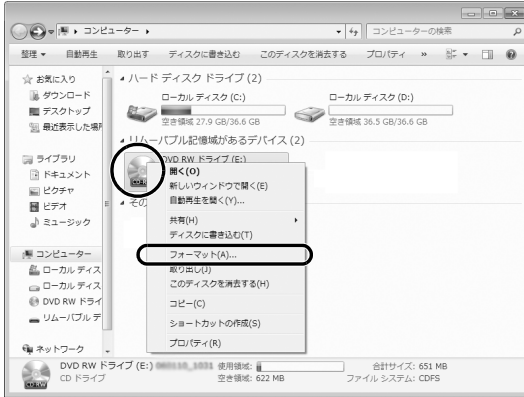 コンピューター
コンピューターの検索
整理 自動再生 取り出す ディスクに書き込む このディスクを消去する プロパティ »
お気に入り
ダウンロード
デスクトップ
最近表示した場所
ライブラリ
ドキュメント
ピクチャ
ビデオ
ミュージック
コンピューター
ローカル ディス
ローカル ディス
DVD RW ドライ
リムーバブル デ
ネットワーク
ハード ディスク ドライブ (2)
ローカル ディスク (C:)
空き領域 27.9 GB/36.6 GB
ローカル ディスク (D:)
空き領域 36.5 GB/36.6 GB
リムーバブル記憶域があるデバイス (2)
DVD RW ドライブ (E:)
CD-R
その
開く(O)
新しいウィンドウで開く(E)
自動再生を開く(Y)...
共有(H)
ディスクに書き込む(T)
フォーマット(A)...
取り出し(J)
このディスクを消去する(H)
コピー(C)
ショートカットの作成(S)
プロパティ(R)
DVD RW ドライブ (E:) 使用領域: 合計サイズ: 651 MB
CD ドライブ 空き領域: 622 MB ファイル システム: CDFS